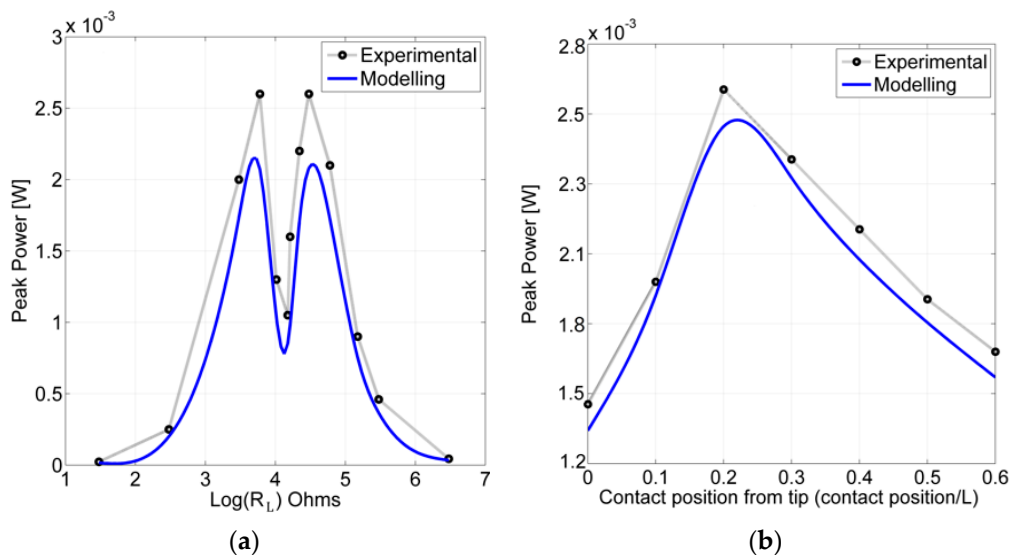 x 10⁻³
3
2.5
2
1.5
1
0.5
0
Peak Power [W]
Experimental
Modelling
1 2 3 4 5 6 7
Log(R_L) Ohms
(a)
x 10⁻³
2.8
2.5
2.3
2.1
1.8
1.5
1.2
Peak Power [W]
Experimental
Modelling
0 0.1 0.2 0.3 0.4 0.5 0.6
Contact position from tip (contact position/L)
(b)